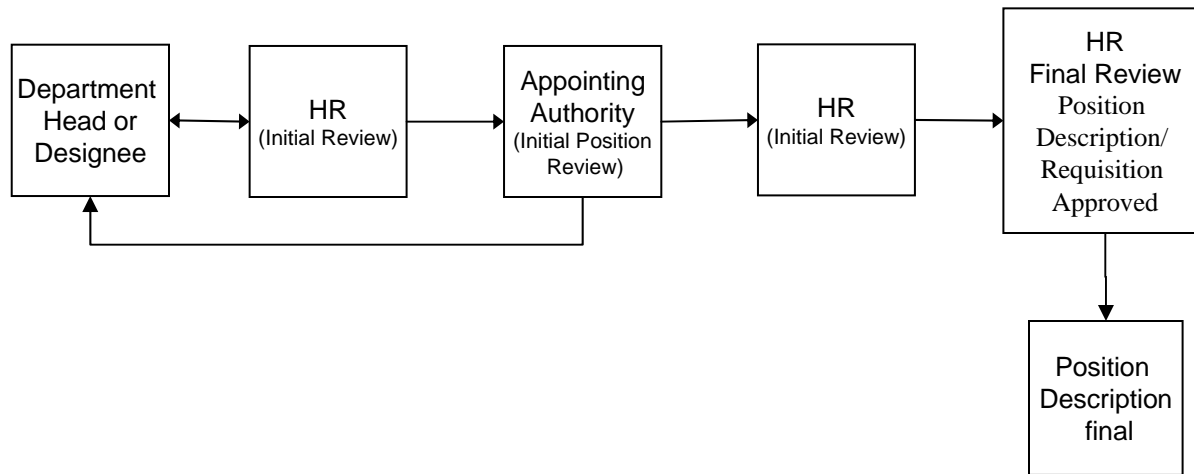 Department
Head or
Designee
HR
(Initial Review)
Appointing
Authority
(Initial Position
Review)
HR
(Initial Review)
HR
Final Review
Position
Description/
Requisition
Approved
Position
Description
final